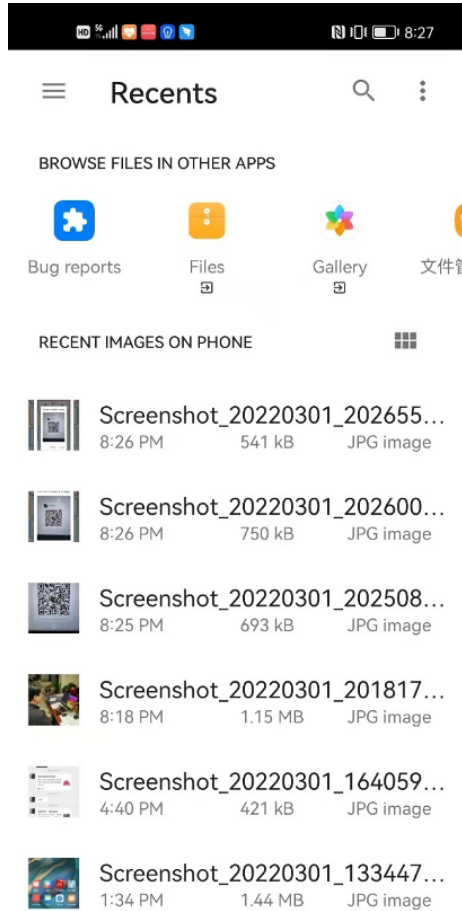 HD 5G 8:27
Recents
BROWSE FILES IN OTHER APPS
Bug reports Files Gallery 文件管
RECENT IMAGES ON PHONE
Screenshot_20220301_202655...
8:26 PM 541 kB JPG image
Screenshot_20220301_202600...
8:26 PM 750 kB JPG image
Screenshot_20220301_202508...
8:25 PM 693 kB JPG image
Screenshot_20220301_201817...
8:18 PM 1.15 MB JPG image
Screenshot_20220301_164059...
4:40 PM 421 kB JPG image
Screenshot_20220301_133447...
1:34 PM 1.44 MB JPG image